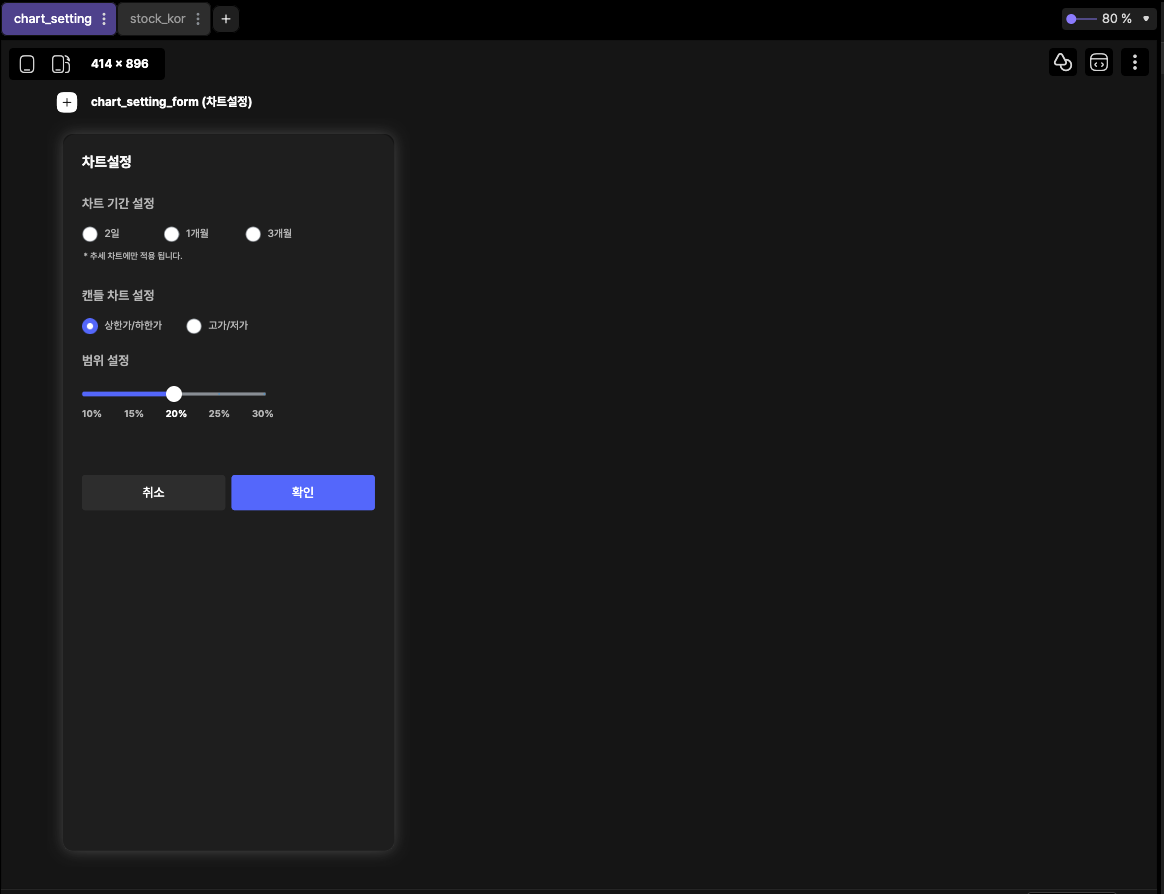 chart_setting
stock_kor
80 %
414 × 896
chart_setting_form (차트설정)
차트설정
차트 기간 설정
2일 1개월 3개월
* 추세 차트에만 적용 됩니다.
캔들 차트 설정
상한가/하한가 고가/저가
범위 설정
10% 15% 20% 25% 30%
취소 확인